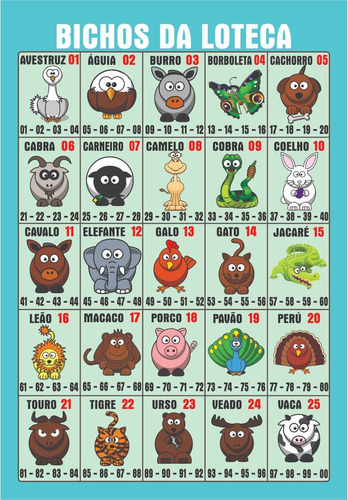 BICHOS DA LOTECA
AVESTRUZ 01 ÁGUIA 02 BURRO 03 BORBOLETA 04 CACHORRO 05
01 - 02 - 03 - 04 05 - 06 - 07 - 08 09 - 10 - 11 - 12 13 - 14 - 15 - 16 17 - 18 - 19 - 20
CABRA 06 CARNEIRO 07 CAMELO 08 COBRA 09 COELHO 10
21 - 22 - 23 - 24 25 - 26 - 27 - 28 29 - 30 - 31 - 32 33 - 34 - 35 - 36 37 - 38 - 39 - 40
CAVALO 11 ELEFANTE 12 GALO 13 GATO 14 JACARÉ 15
41 - 42 - 43 - 44 45 - 46 - 47 - 48 49 - 50 - 51 - 52 53 - 54 - 55 - 56 57 - 58 - 59 - 60
LEÃO 16 MACACO 17 PORCO 18 PAVÃO 19 PERÚ 20
61 - 62 - 63 - 64 65 - 66 - 67 - 68 69 - 70 - 71 - 72 73 - 74 - 75 - 76 77 - 78 - 79 - 80
TOURO 21 TIGRE 22 URSO 23 VEADO 24 VACA 25
81 - 82 - 83 - 84 85 - 86 - 87 - 88 89 - 90 - 91 - 92 93 - 94 - 95 - 96 97 - 98 - 99 - 00